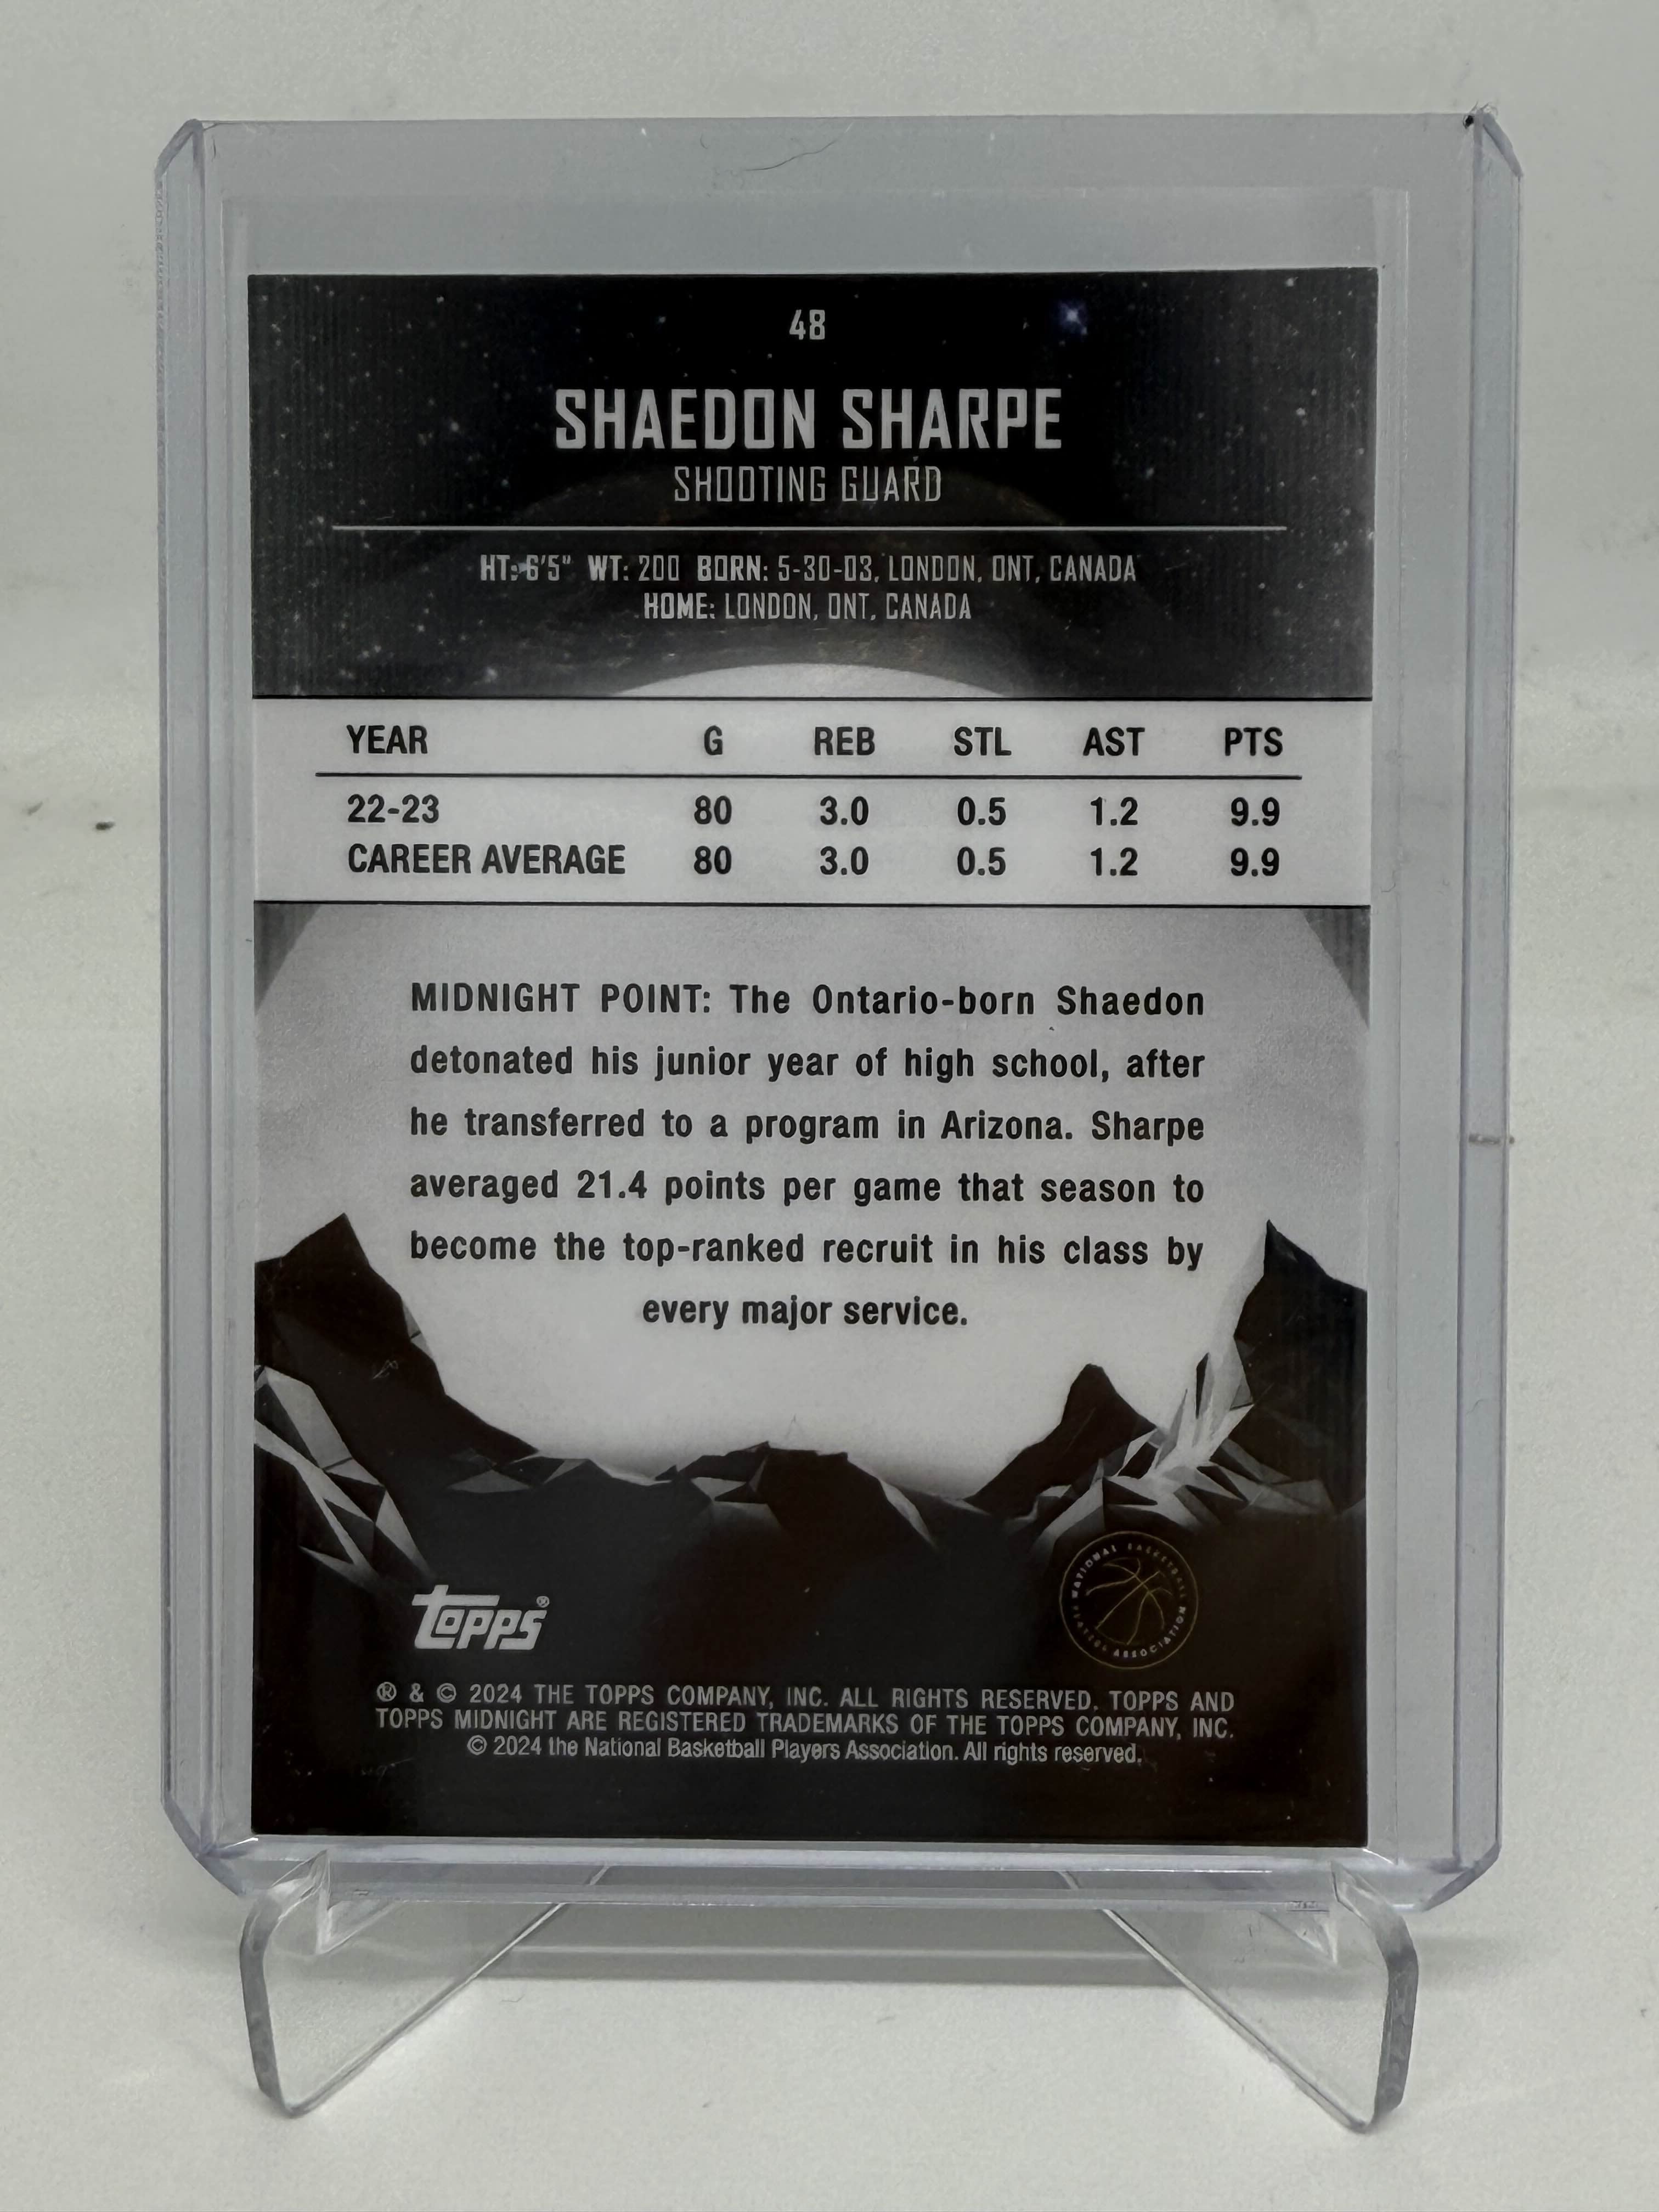 48
SHAEDON SHARPE
SHOOTING GUARD
HT: 6'5" WT: 200 BORN: 5-30-03, LONDON, ONT, CANADA
HOME: LONDON, ONT, CANADA
YEAR G REB STL AST PTS
22-23 80 3.0 0.5 1.2 9.9
CAREER AVERAGE 80 3.0 0.5 1.2 9.9
MIDNIGHT POINT: The Ontario-born Shaedon
detonated his junior year of high school, after
he transferred to a program in Arizona. Sharpe
averaged 21.4 points per game that season to
become the top-ranked recruit in his class by
every major service.
topps®
NATIONAL BASKETBALL PLAYERS ASSOCIATION
® & © 2024 THE TOPPS COMPANY, INC. ALL RIGHTS RESERVED. TOPPS AND
TOPPS MIDNIGHT ARE REGISTERED TRADEMARKS OF THE TOPPS COMPANY, INC.
© 2024 the National Basketball Players Association. All rights reserved.